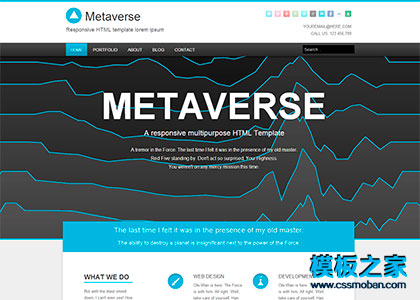 Metaverse
Responsive HTML template lorem ipsum
YOUREMAIL@HERE.COM
CALL US: 123.456.789
HOME PORTFOLIO ABOUT BLOG CONTACT
Search
METAVERSE
A responsive multipurpose HTML Template
A tremor in the Force. The last time I felt it was in the presence of my old master.
Red Five standing by. Don't act so surprised, Your Highness.
You weren't on any mercy mission this time.
The last time I felt it was in the presence of my old master.
The ability to destroy a planet is insignificant next to the power of the Force.
WHAT WE DO
WEB DESIGN
DEVELOPMENT
模板之家
www.cssmoban.com